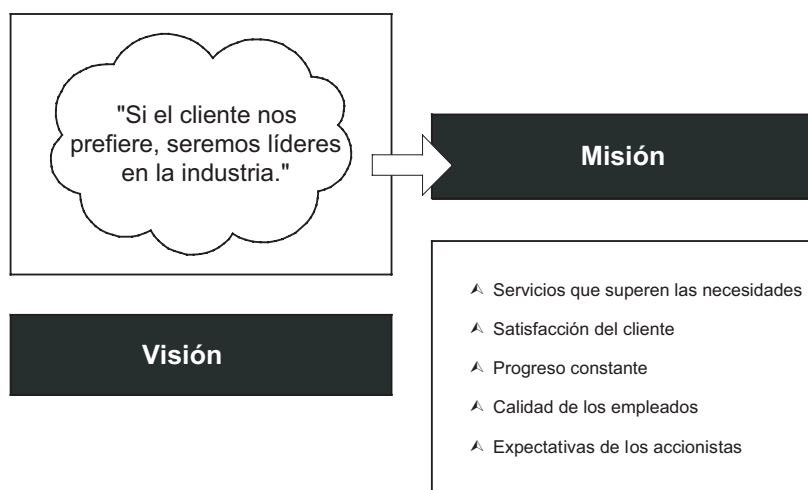 "Si el cliente nos
prefiere, seremos líderes
en la industria."
Visión
Misión
Servicios que superen las necesidades
Satisfacción del cliente
Progreso constante
Calidad de los empleados
Expectativas de los accionistas